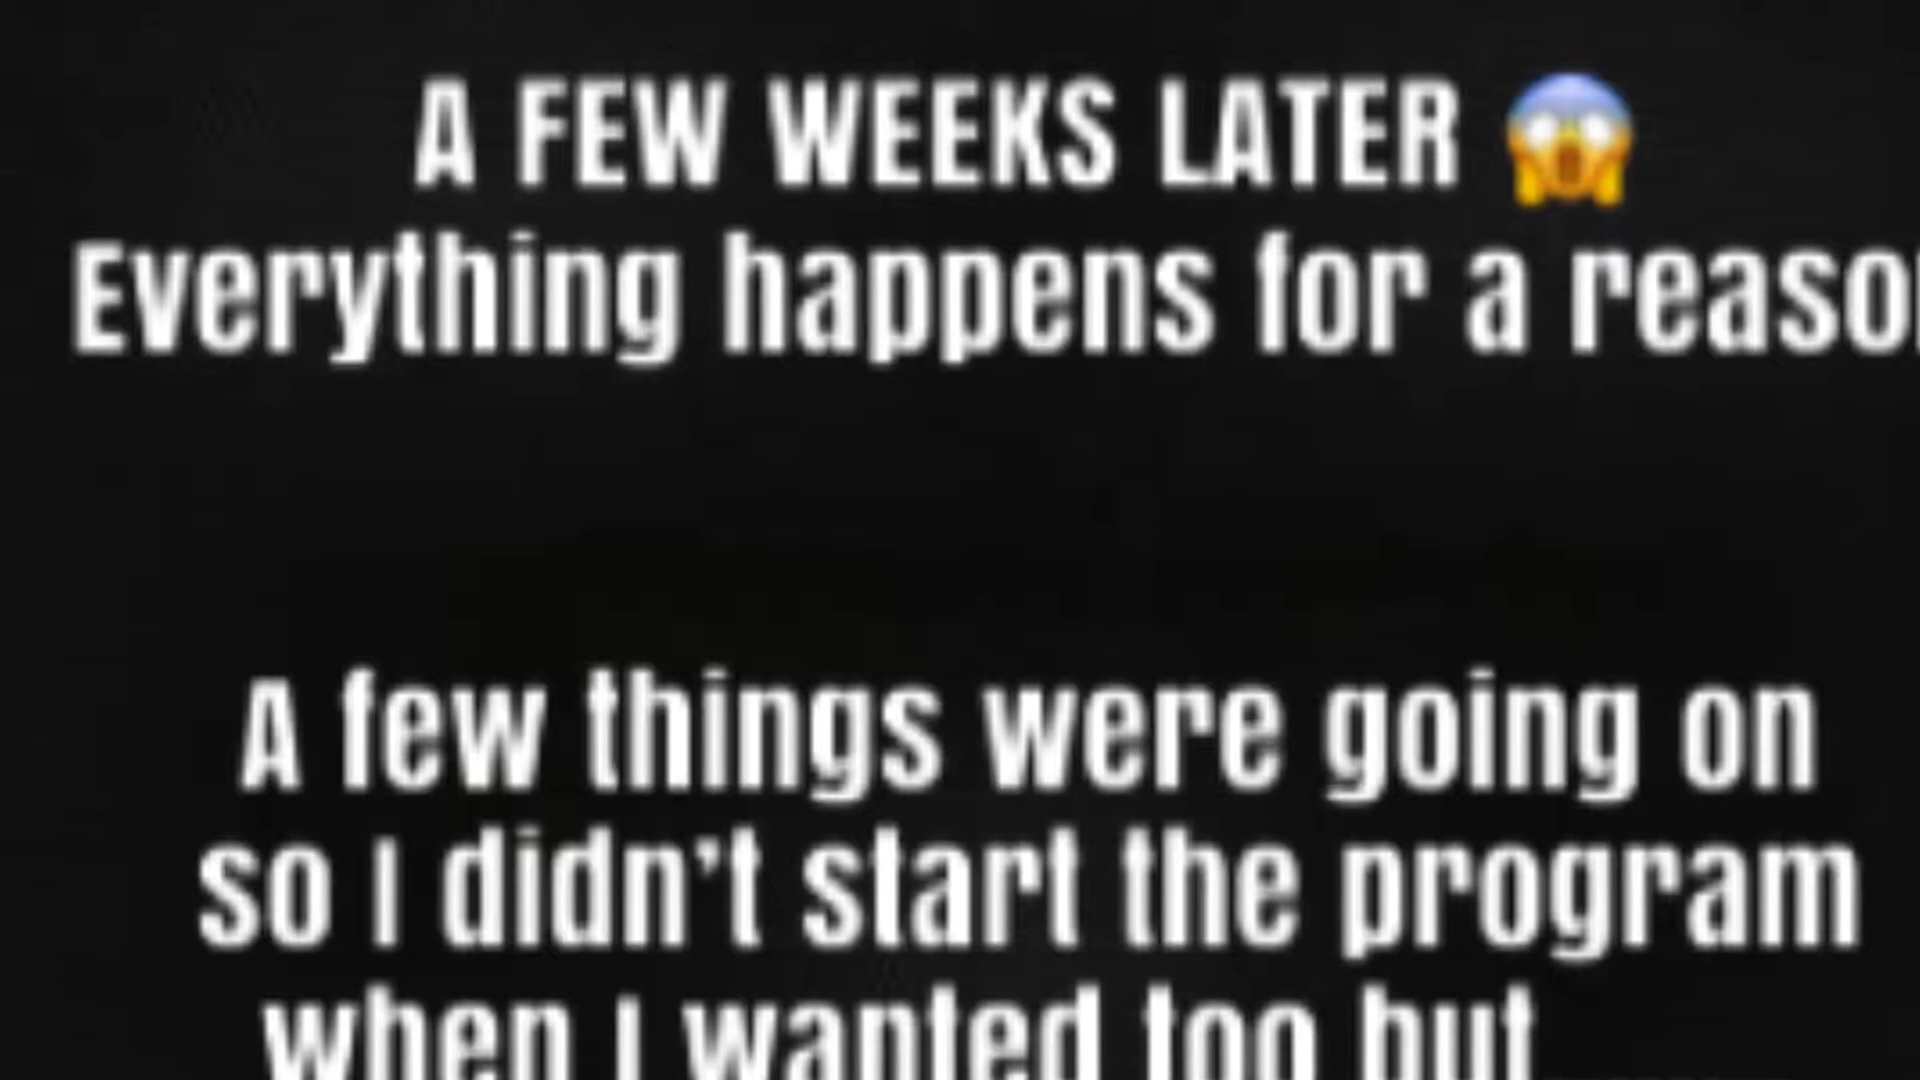 A FEW WEEKS LATER 😱
Everything happens for a reason
A few things were going on
so I didn't start the program
when I wanted too but